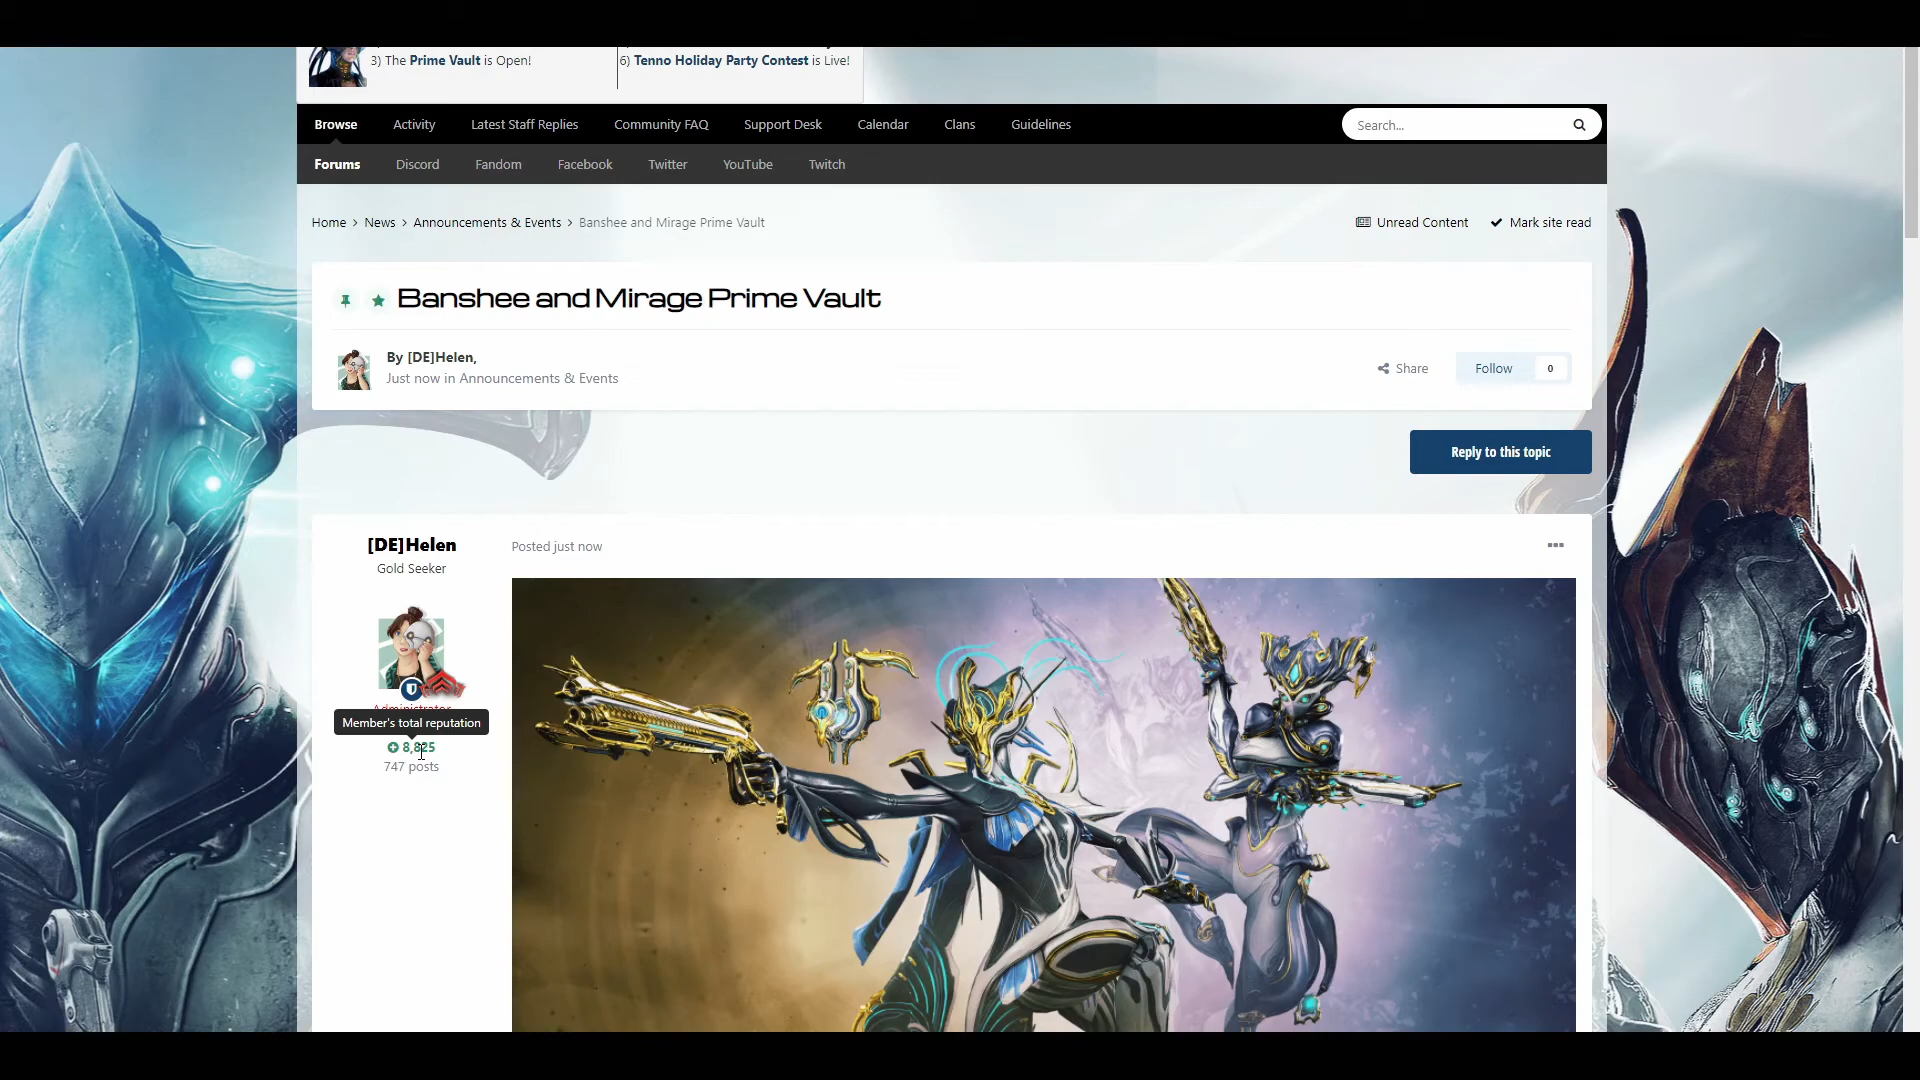 3) The Prime Vault is Open!
6) Tenno Holiday Party Contest is Live!
Browse Activity Latest Staff Replies Community FAQ Support Desk Calendar Clans Guidelines
Search...
Forums Discord Fandom Facebook Twitter YouTube Twitch
Home > News > Announcements & Events > Banshee and Mirage Prime Vault
Unread Content Mark site read
Banshee and Mirage Prime Vault
By [DE]Helen,
Just now in Announcements & Events
Share Follow 0
Reply to this topic
[DE]Helen
Gold Seeker
Posted just now
Administrator
Member's total reputation
8,825
747 posts